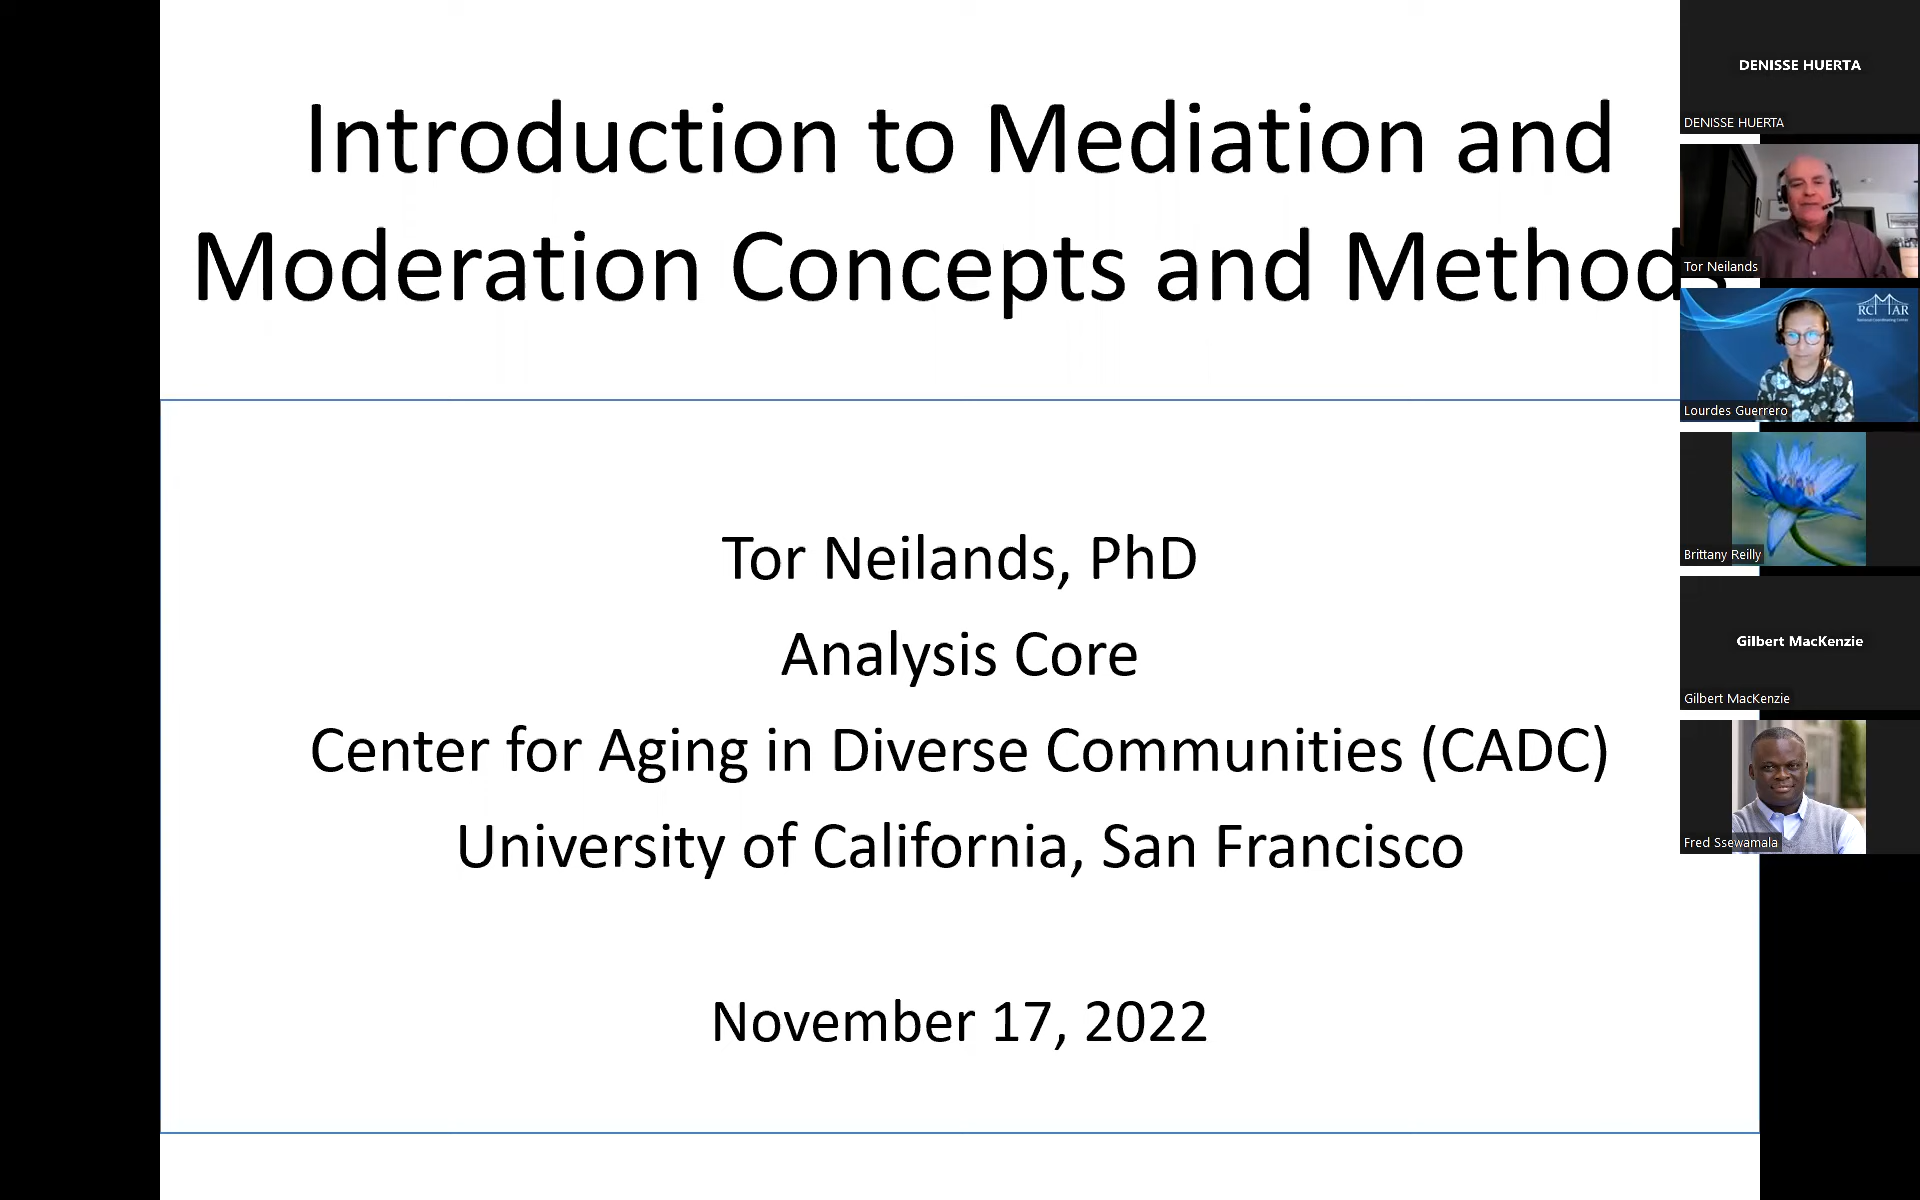 Introduction to Mediation and
Moderation Concepts and Methods
Tor Neilands, PhD
Analysis Core
Center for Aging in Diverse Communities (CADC)
University of California, San Francisco
November 17, 2022
DENISSE HUERTA
DENISSE HUERTA
Tor Neilands
RCMAR
Lourdes Guerrero
Brittany Reilly
Gilbert MacKenzie
Gilbert MacKenzie
Fred Ssewamala